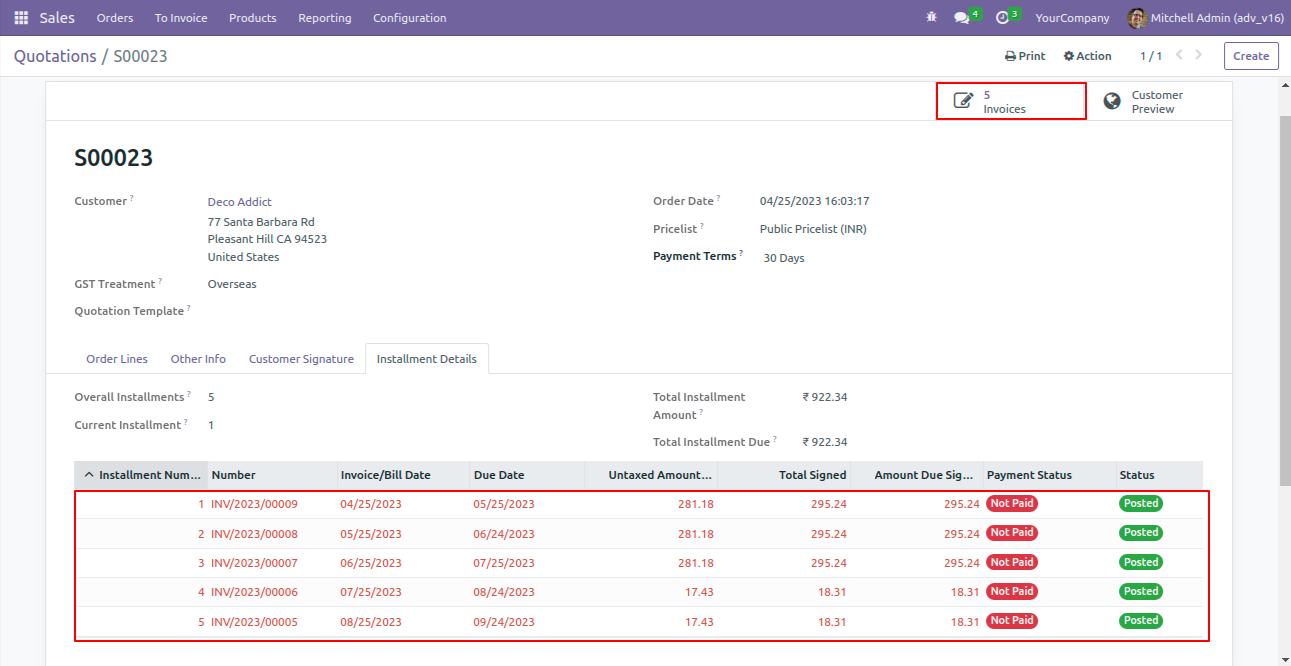 Sales Orders To Invoice Products Reporting Configuration 4 3 YourCompany Mitchell Admin (adv_v16)
Quotations / S00023 Print Action 1 / 1 Create
5
Invoices
Customer
Preview
S00023
Customer ? Deco Addict
77 Santa Barbara Rd
Pleasant Hill CA 94523
United States
GST Treatment ? Overseas
Quotation Template ?
Order Date ? 04/25/2023 16:03:17
Pricelist ? Public Pricelist (INR)
Payment Terms ? 30 Days
Order Lines Other Info Customer Signature Installment Details
Overall Installments ? 5
Current Installment ? 1
Total Installment
Amount ? ₹ 922.34
Total Installment Due ? ₹ 922.34
Installment Num... Number Invoice/Bill Date Due Date Untaxed Amount... Total Signed Amount Due Sig... Payment Status Status
1 INV/2023/00009 04/25/2023 05/25/2023 281.18 295.24 295.24 Not Paid Posted
2 INV/2023/00008 05/25/2023 06/24/2023 281.18 295.24 295.24 Not Paid Posted
3 INV/2023/00007 06/25/2023 07/25/2023 281.18 295.24 295.24 Not Paid Posted
4 INV/2023/00006 07/25/2023 08/24/2023 17.43 18.31 18.31 Not Paid Posted
5 INV/2023/00005 08/25/2023 09/24/2023 17.43 18.31 18.31 Not Paid Posted